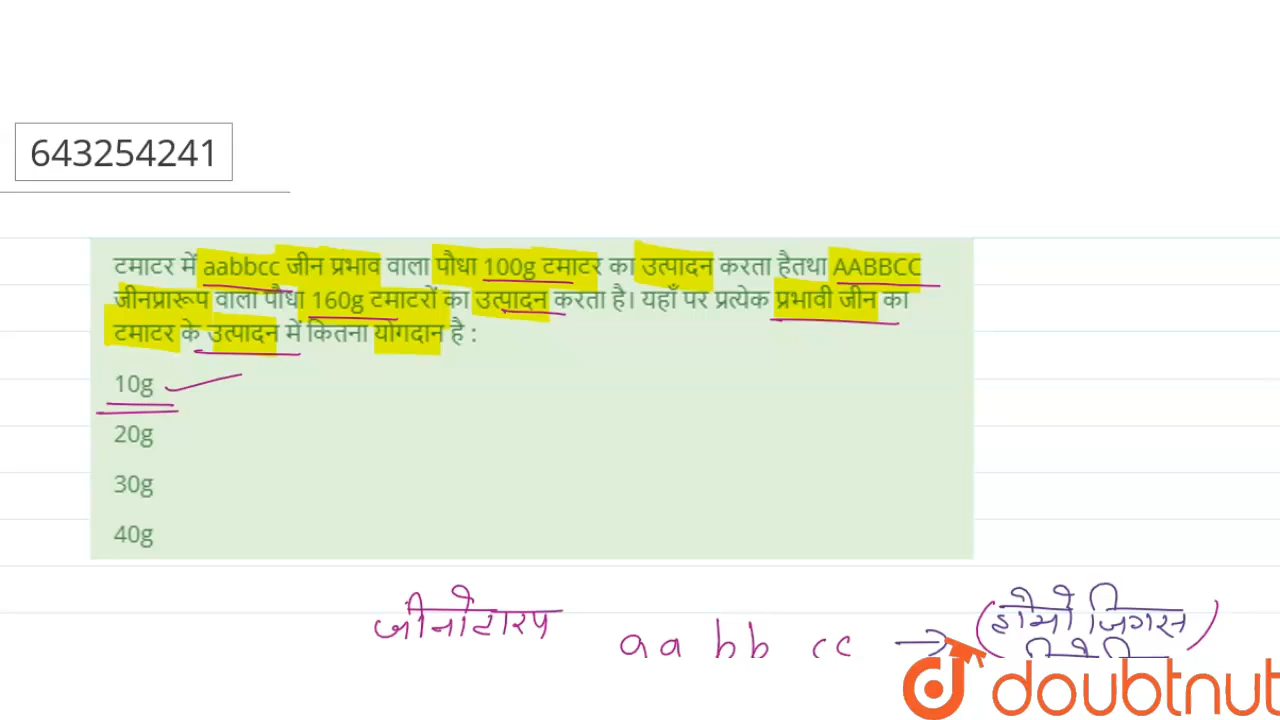 643254241
टमाटर में aabbcc जीन प्रभाव वाला पौधा 100g टमाटर का उत्पादन करता हैतथा AABBCC
जीनप्रारूप वाला पौधा 160g टमाटरों का उत्पादन करता है। यहाँ पर प्रत्येक प्रभावी जीन का
टमाटर के उत्पादन में कितना योगदान है :
10g
20g
30g
40g
जीनोटाइप
aa bb cc → (होमोजिगस
doubtnut